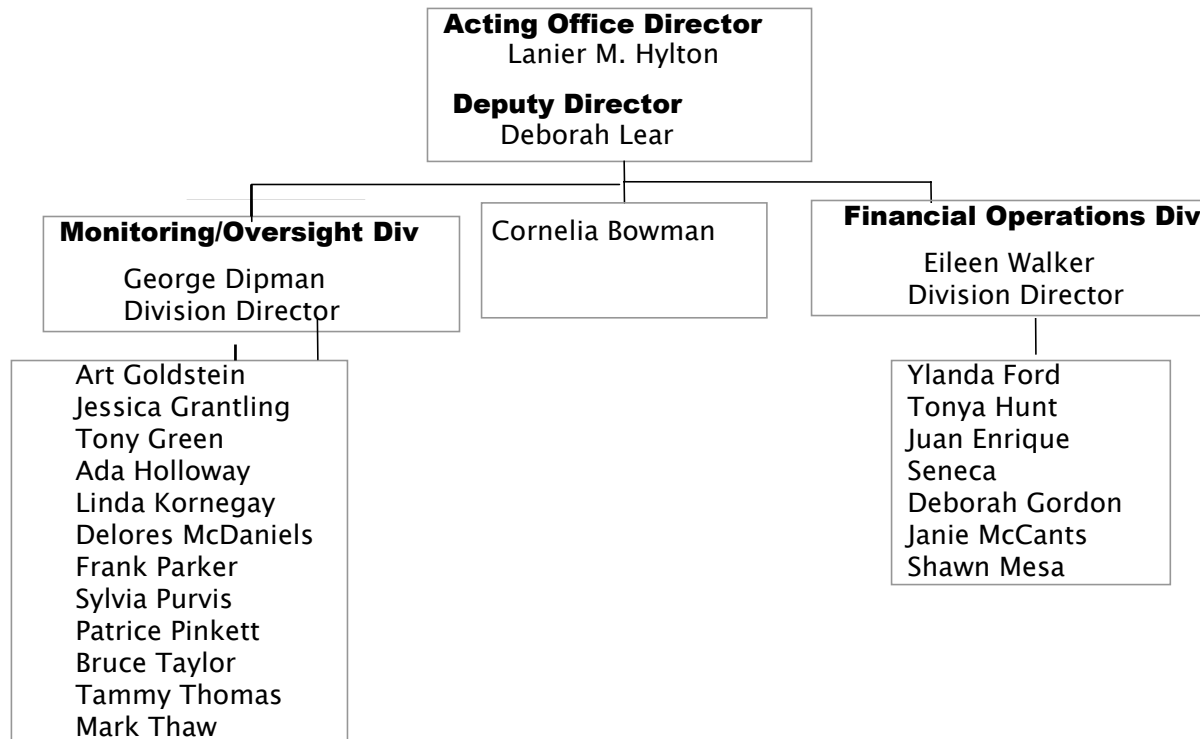 Acting Office Director
Lanier M. Hylton
Deputy Director
Deborah Lear
Monitoring/Oversight Div
George Dipman
Division Director
Cornelia Bowman
Financial Operations Div
Eileen Walker
Division Director
Art Goldstein
Jessica Grantling
Tony Green
Ada Holloway
Linda Kornegay
Delores McDaniels
Frank Parker
Sylvia Purvis
Patrice Pinkett
Bruce Taylor
Tammy Thomas
Mark Thaw
Ylanda Ford
Tonya Hunt
Juan Enrique
Seneca
Deborah Gordon
Janie McCants
Shawn Mesa